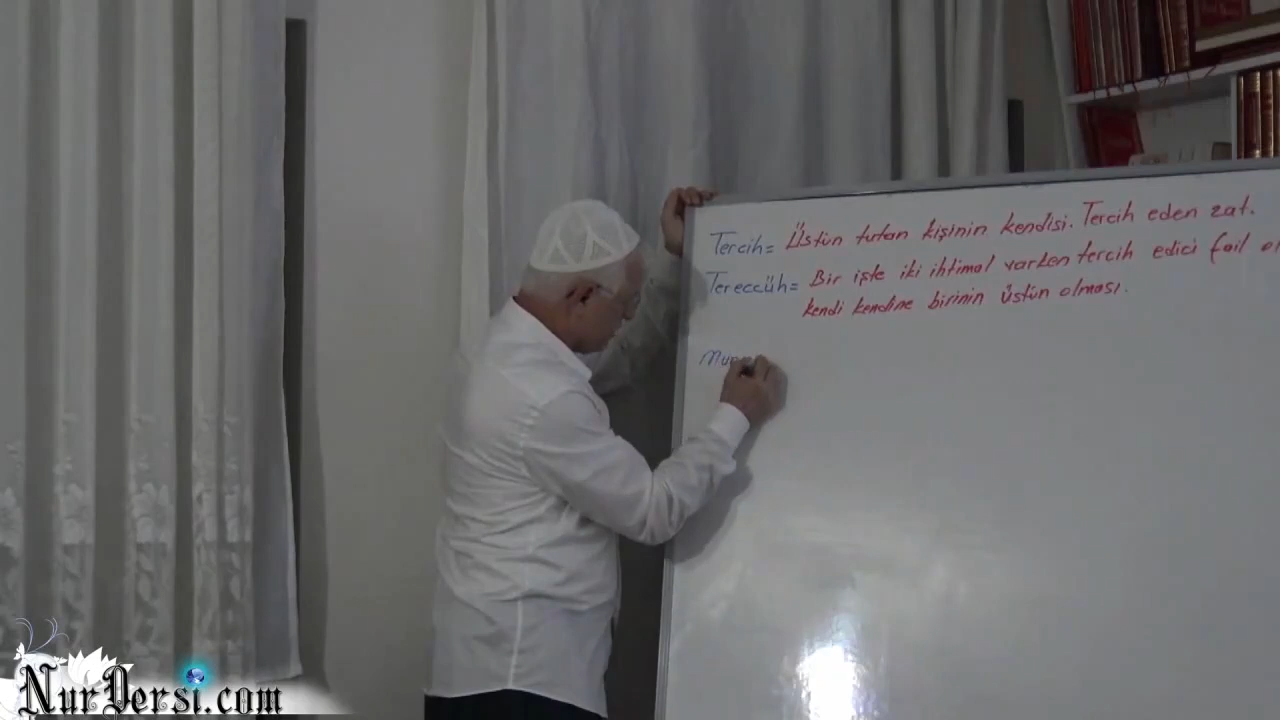 Tercih= Üstün tutan kişinin kendisi. Tercih eden zat.
Tereccüh= Bir işte iki ihtimal varken tercih edici fail
kendi kendine birinin üstün olması.
NurDersi.com